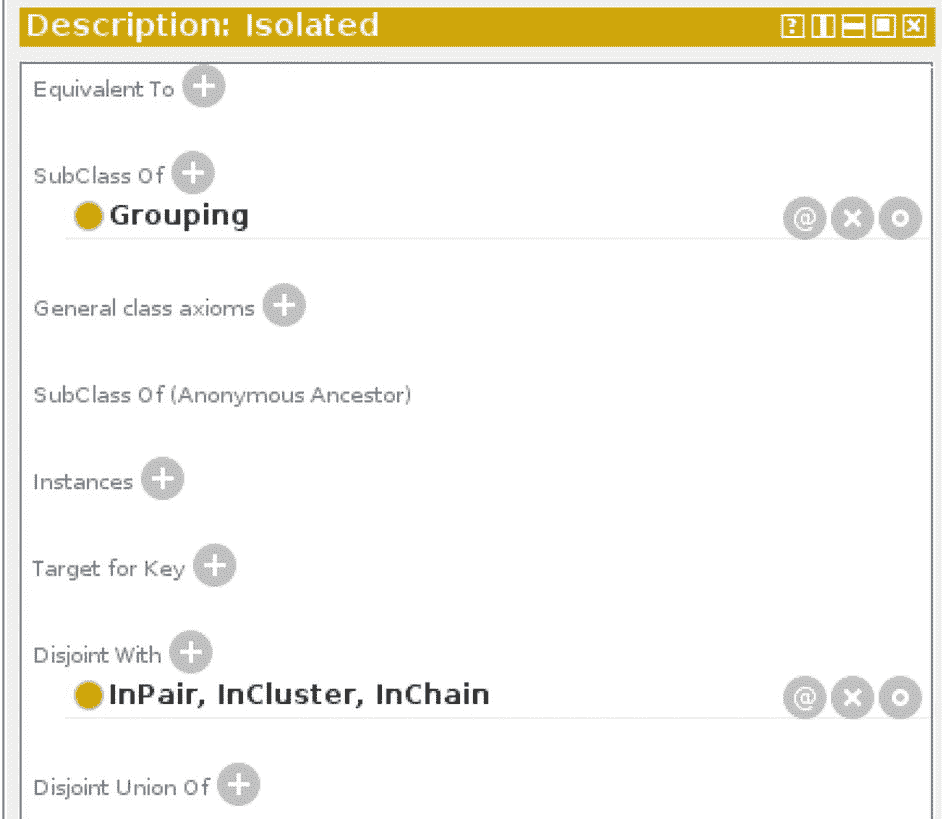 Description: Isolated
Equivalent To
SubClass Of
Grouping
General class axioms
SubClass Of (Anonymous Ancestor)
Instances
Target for Key
Disjoint With
InPair, InCluster, InChain
Disjoint Union Of